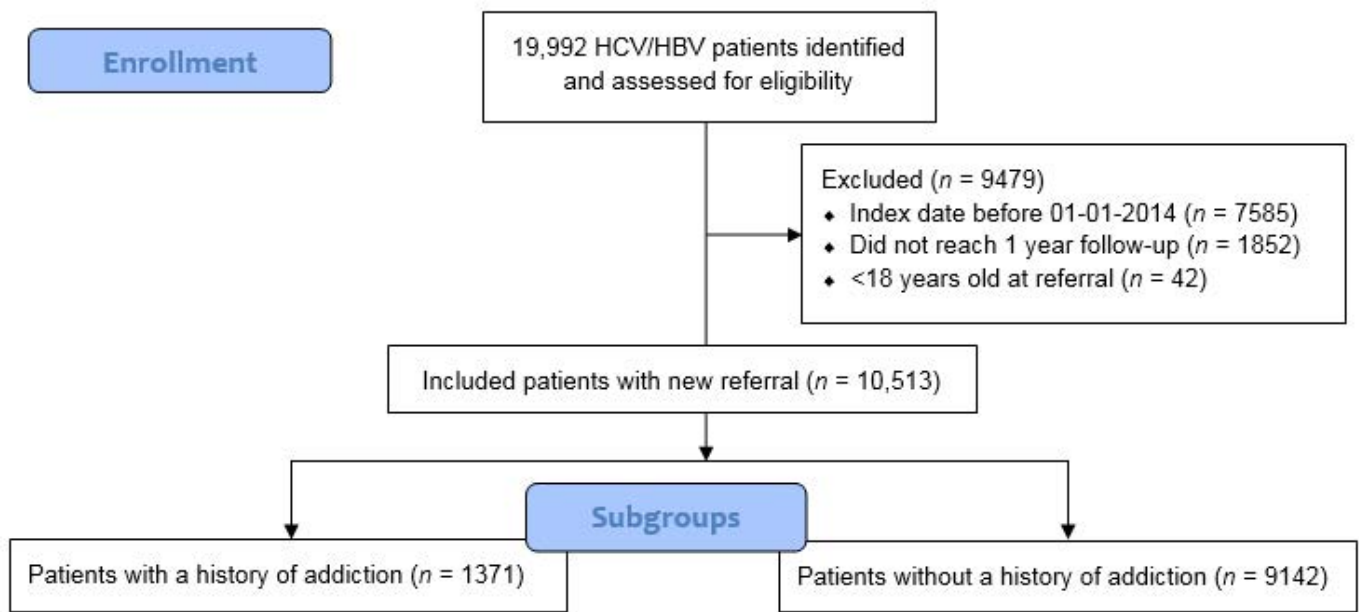 Enrollment
19,992 HCV/HBV patients identified
and assessed for eligibility
Excluded (n = 9479)
⬥ Index date before 01-01-2014 (n = 7585)
⬥ Did not reach 1 year follow-up (n = 1852)
⬥ <18 years old at referral (n = 42)
Included patients with new referral (n = 10,513)
Subgroups
Patients with a history of addiction (n = 1371)
Patients without a history of addiction (n = 9142)